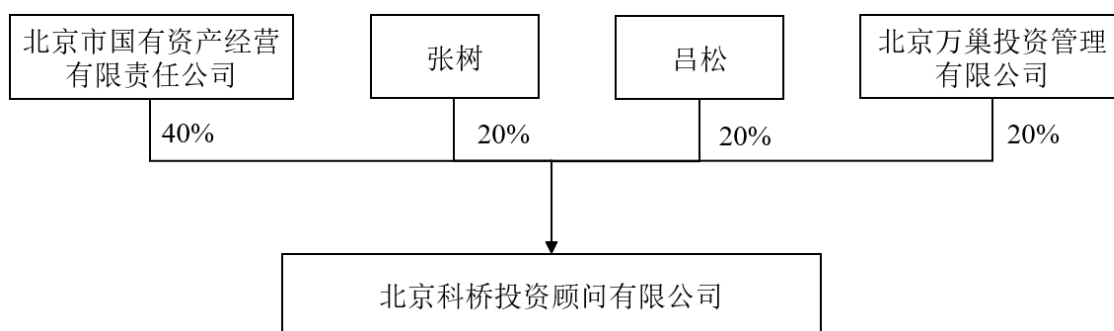 北京市国有资产经营
有限责任公司
张树
吕松
北京万巢投资管理
有限公司
40%
20%
20%
20%
北京科桥投资顾问有限公司